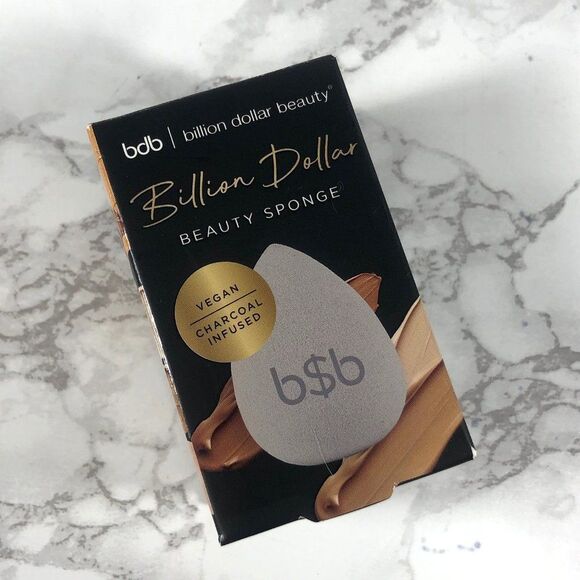 bdb | billion dollar beauty®
Billion Dollar
BEAUTY SPONGE
VEGAN
CHARCOAL
INFUSED
b$b